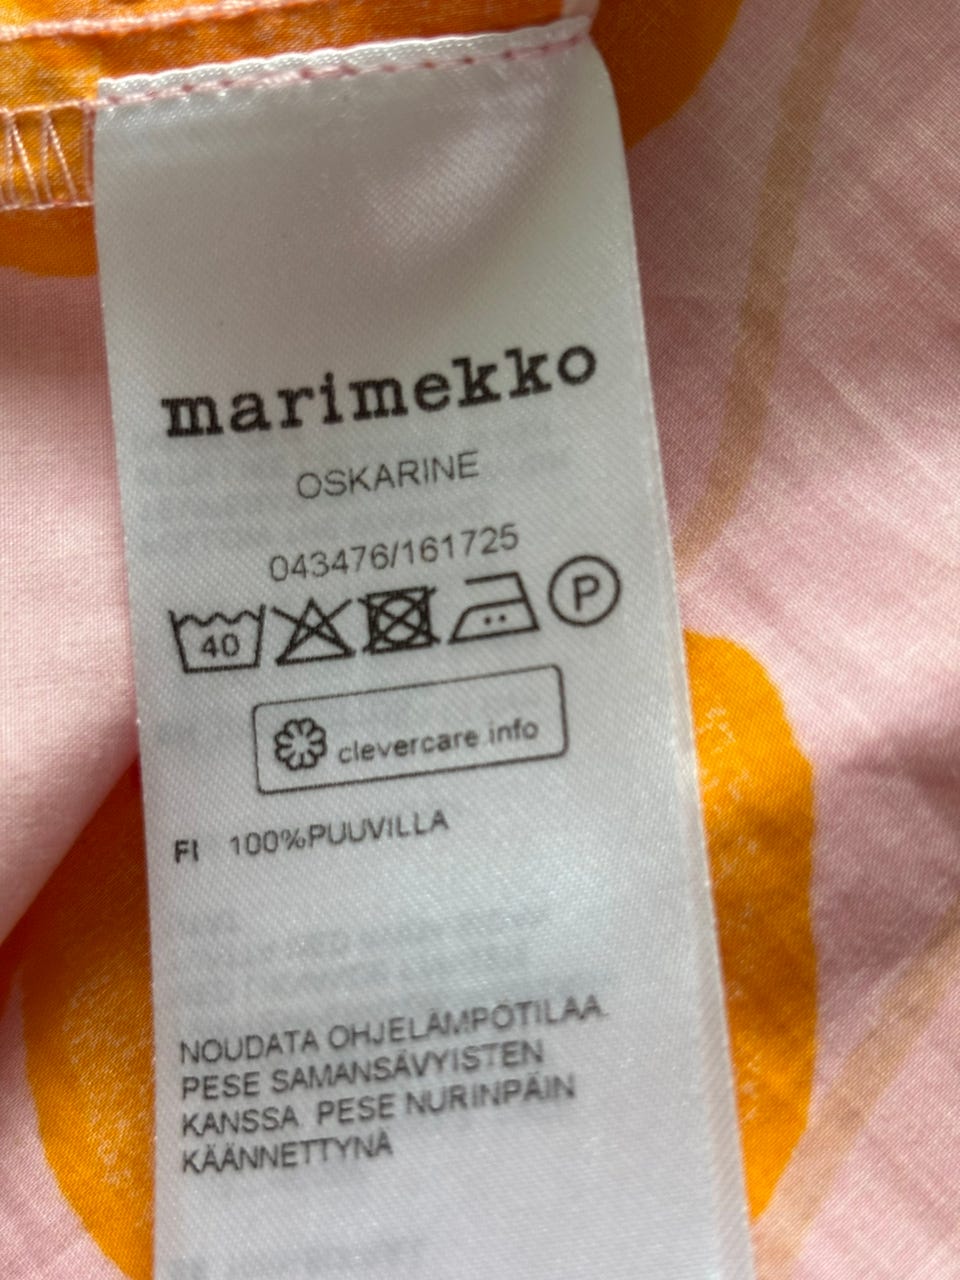 marimekko
OSKARINE
043476/161725
40 P
clevercare.info
FI 100%PUUVILLA
NOUDATA OHJELÄMPÖTILAA.
PESE SAMANSÄVYISTEN
KANSSA. PESE NURINPÄIN
KÄÄNNETTYNÄ